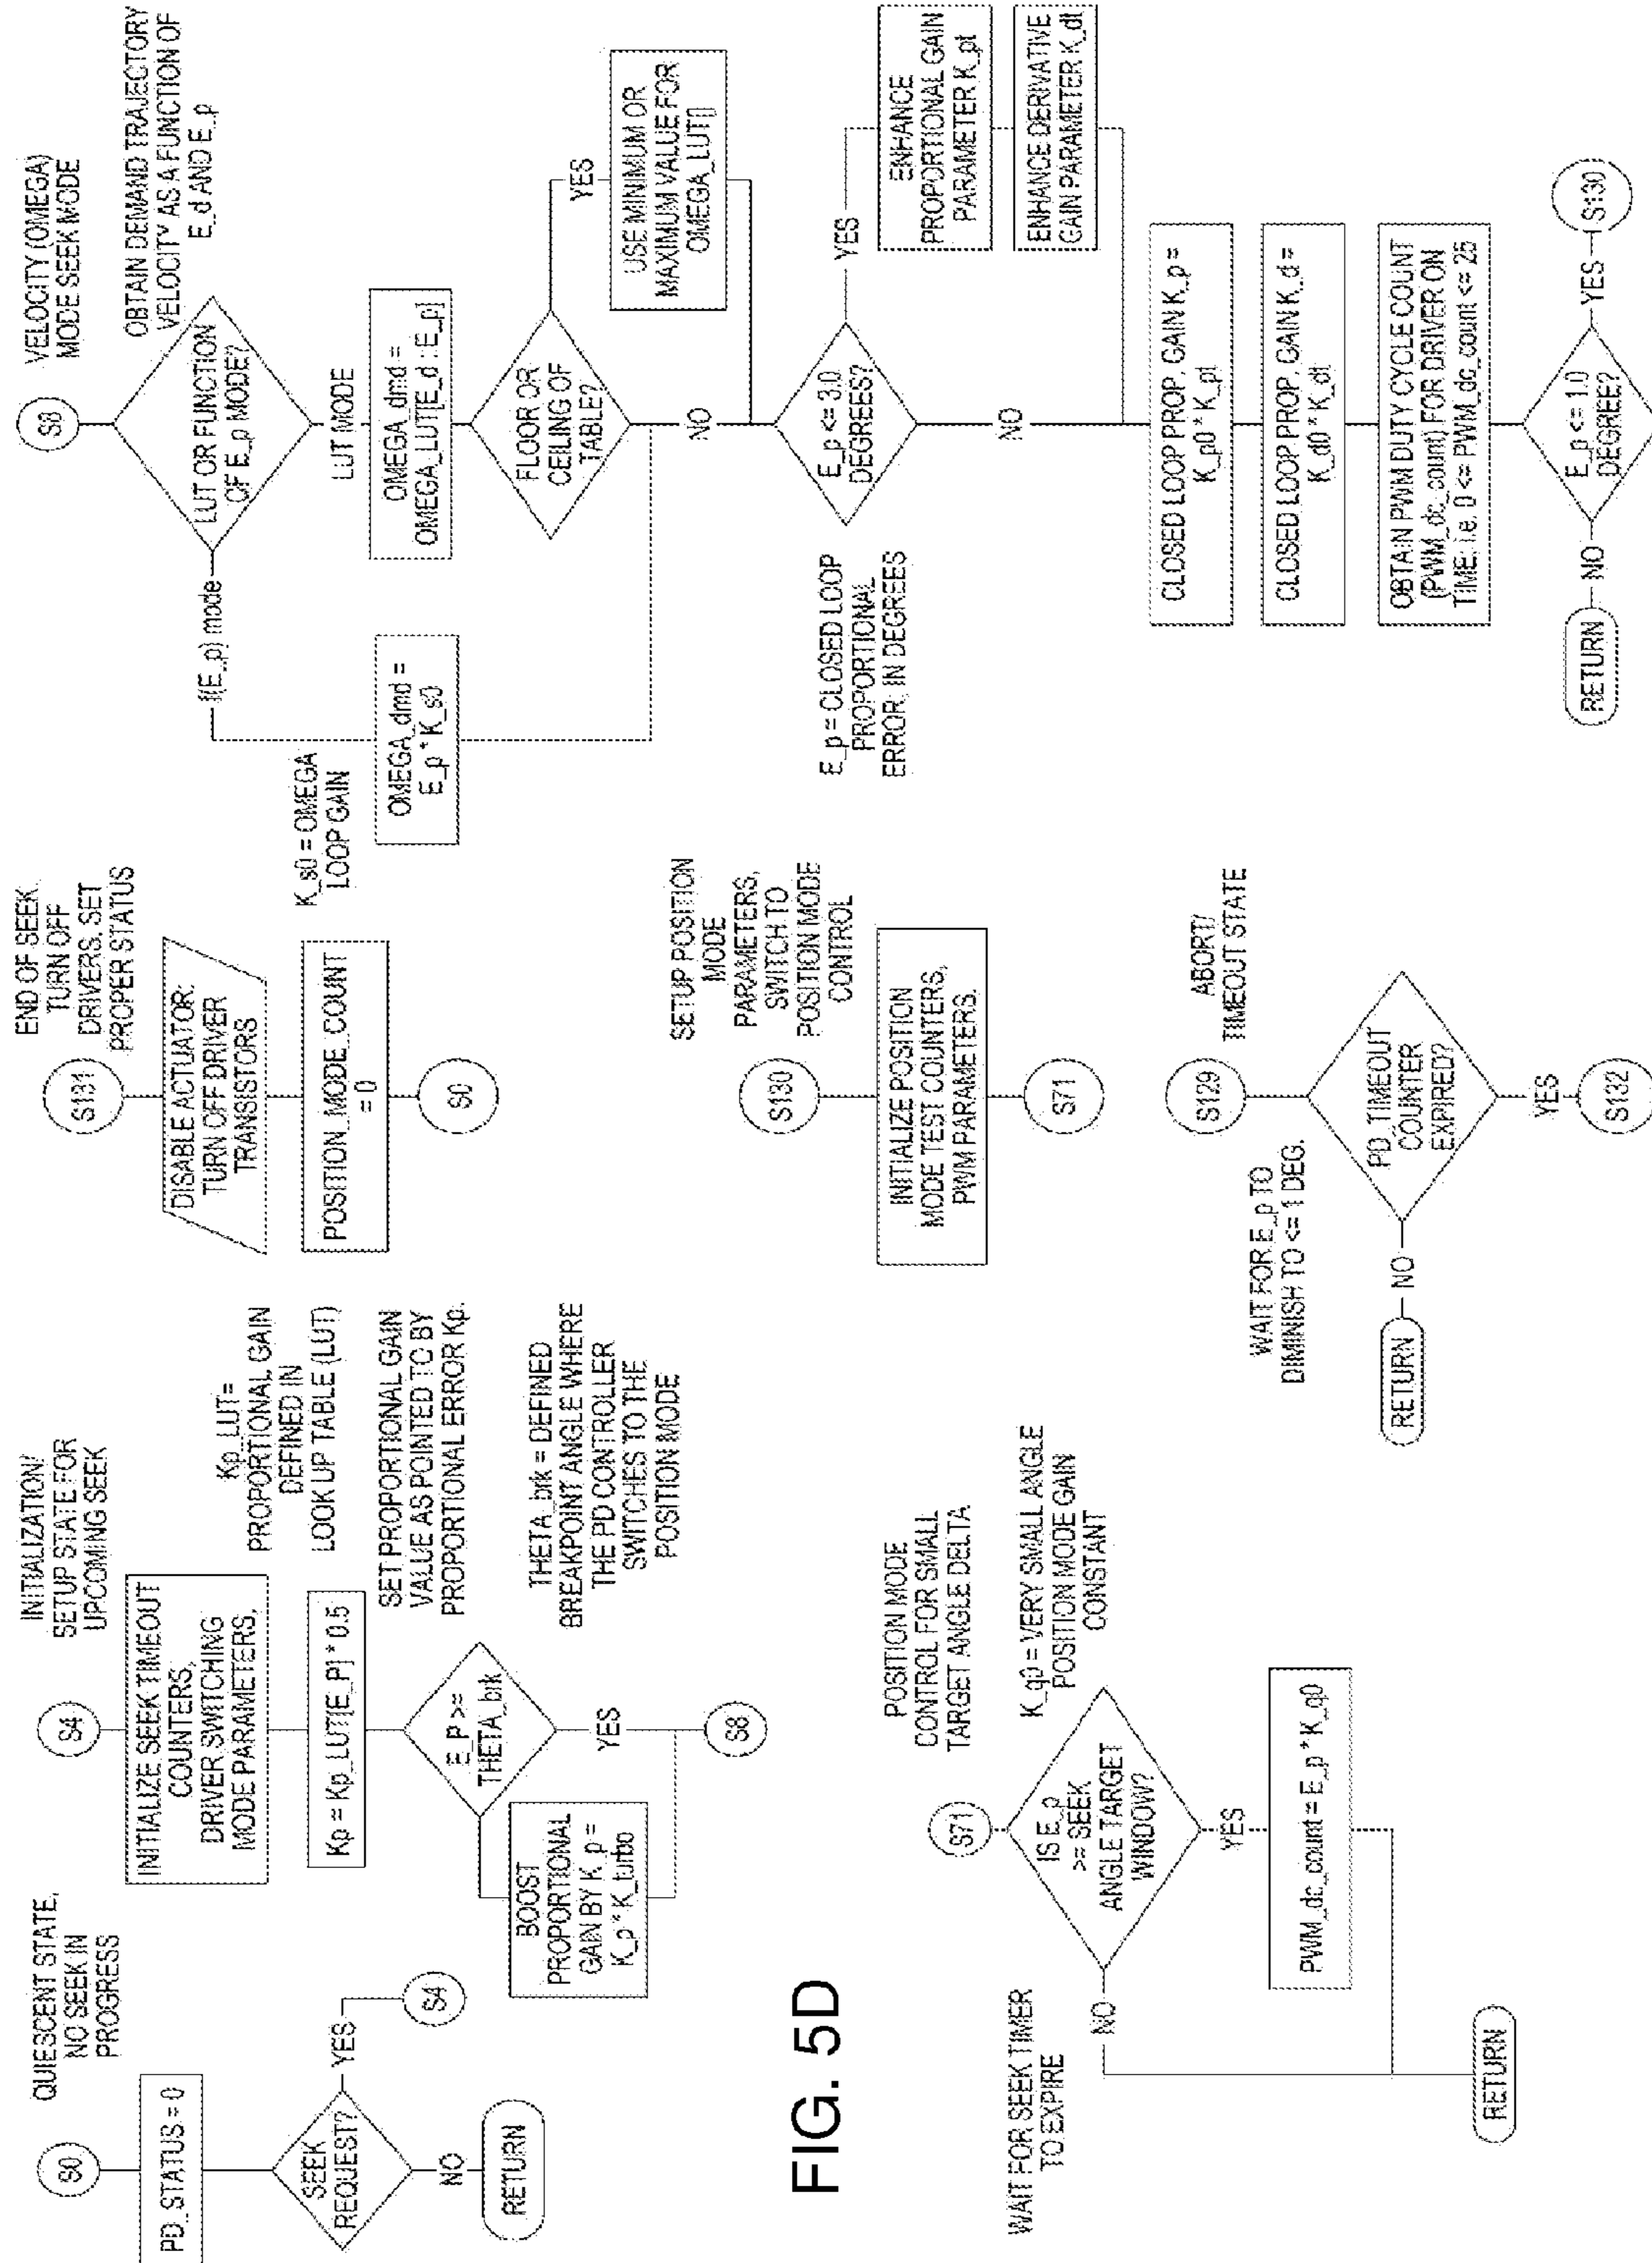 S0
QUIESCENT STATE,
NO SEEK IN
PROGRESS
PD_STATUS = 0
SEEK
REQUEST?
YES
S4
NO
RETURN
S4
INITIALIZATION/
SETUP STATE FOR
UPCOMING SEEK
INITIALIZE SEEK TIMEOUT
COUNTERS,
DRIVER SWITCHING
MODE PARAMETERS,
Kp_LUT=
PROPORTIONAL GAIN
DEFINED IN
LOOK UP TABLE (LUT)
Kp = Kp_LUT[E_P] * 0.5
SET PROPORTIONAL GAIN
VALUE AS POINTED TO BY
PROPORTIONAL ERROR Kp.
E_P >=
THETA_brk
THETA_brk = DEFINED
BREAKPOINT ANGLE WHERE
THE PD CONTROLLER
SWITCHES TO THE
POSITION MODE
BOOST
PROPORTIONAL
GAIN BY K_p =
K_p * K_turbo
YES
S8
S131
END OF SEEK
TURN OFF
DRIVERS, SET
PROPER STATUS
DISABLE ACTUATOR:
TURN OFF DRIVER
TRANSISTORS
POSITION_MODE_COUNT
= 0
S0
S8
VELOCITY (OMEGA)
MODE SEEK MODE
OBTAIN DEMAND TRAJECTORY
VELOCITY AS A FUNCTION OF
E_d AND E_p
LUT OR FUNCTION
OF E_p MODE?
f(E_p) mode
LUT MODE
K_s0 = OMEGA
LOOP GAIN
OMEGA_dmd =
E_p * K_s0
OMEGA_dmd =
OMEGA_LUT[E_d : E_p]
FLOOR OR
CEILING OF
TABLE?
YES
USE MINIMUM OR
MAXIMUM VALUE FOR
OMEGA_LUT[]
NO
E_p = CLOSED LOOP
PROPORTIONAL
ERROR, IN DEGREES
E_p <= 3.0
DEGREES?
YES
ENHANCE
PROPORTIONAL GAIN
PARAMETER K_pt
ENHANCE DERIVATIVE
GAIN PARAMETER K_dt
NO
CLOSED LOOP PROP. GAIN K_p =
K_p0 * K_pt
CLOSED LOOP PROP. GAIN K_d =
K_d0 * K_dt
OBTAIN PWM DUTY CYCLE COUNT
(PWM_dc_count) FOR DRIVER ON
TIME; i.e. 0 <= PWM_dc_count <= 25
E_p <= 1.0
DEGREE?
NO
RETURN
YES
S130
FIG. 5D
S71
POSITION MODE
CONTROL FOR SMALL
TARGET ANGLE DELTA
WAIT FOR SEEK TIMER
TO EXPIRE
IS E_p
>= SEEK
ANGLE TARGET
WINDOW?
K_q0 = VERY SMALL ANGLE
POSITION MODE GAIN
CONSTANT
NO
YES
PWM_dc_count = E_p * K_q0
RETURN
S130
SETUP POSITION
MODE
PARAMETERS,
SWITCH TO
POSITION MODE
CONTROL
INITIALIZE POSITION
MODE TEST COUNTERS,
PWM PARAMETERS.
S71
S129
ABORT/
TIMEOUT STATE
WAIT FOR E_p TO
DIMINISH TO <= 1 DEG.
PD_TIMEOUT
COUNTER
EXPIRED?
NO
RETURN
YES
S132